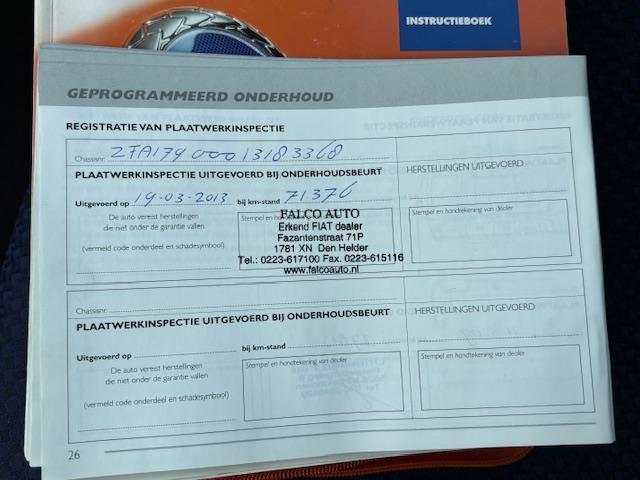 INSTRUCTIEBOEK
GEPROGRAMMEERD ONDERHOUD
REGISTRATIE VAN PLAATWERKINSPECTIE
Chassisnr. ZFA17900013183368
PLAATWERKINSPECTIE UITGEVOERD BIJ ONDERHOUDSBEURT
HERSTELLINGEN UITGEVOERD
Uitgevoerd op 19-03-2013 bij km-stand 71376
De auto vereist herstellingen
die niet onder de garantie vallen
(vermeld code onderdeel en schadesymbool)
Stempel en handtekening van dealer
FALCO AUTO
Erkend FIAT dealer
Fazantenstraat 71P
1781 XN Den Helder
Tel.: 0223-617100 Fax. 0223-615116
www.falcoauto.nl
Stempel en handtekening van dealer
Chassisnr.
PLAATWERKINSPECTIE UITGEVOERD BIJ ONDERHOUDSBEURT
HERSTELLINGEN UITGEVOERD
Uitgevoerd op bij km-stand
De auto vereist herstellingen
die niet onder de garantie vallen
(vermeld code onderdeel en schadesymbool)
Stempel en handtekening van dealer
Stempel en handtekening van dealer
26